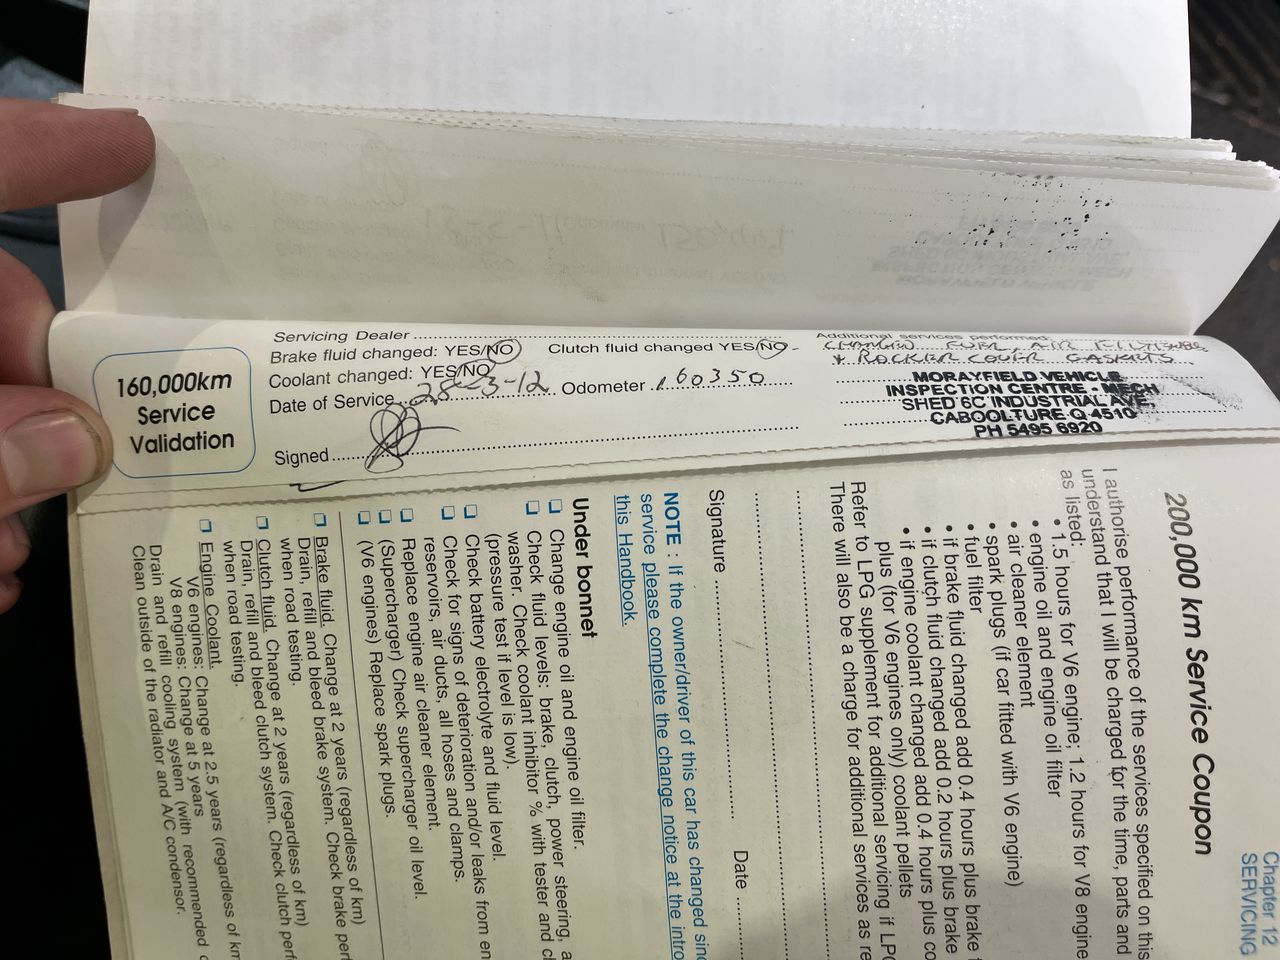 160,000km
Service
Validation
Servicing Dealer
Brake fluid changed: YES/NO Clutch fluid changed YES/NO
Coolant changed: YES/NO
Date of Service 28-3-12 Odometer 160350
Signed
Additional services performed
CHANGED FUEL, AIR FILTERS
& ROCKER COVER GASKETS
MORAYFIELD VEHICLE
INSPECTION CENTRE - MECH
SHED 6C INDUSTRIAL AVE
CABOOLTURE Q 4510
PH 5495 6920
Chapter 12
SERVICING
200,000 km Service Coupon
I authorise performance of the services specified on this
understand that I will be charged for the time, parts and
as listed:
• 1.5 hours for V6 engine; 1.2 hours for V8 engine
• engine oil and engine oil filter
• air cleaner element
• spark plugs (if car fitted with V6 engine)
• fuel filter
• if brake fluid changed add 0.4 hours plus brake
• if clutch fluid changed add 0.2 hours plus brake
• if engine coolant changed add 0.4 hours plus co
plus (for V6 engines only) coolant pellets
Refer to LPG supplement for additional servicing if LPG
There will also be a charge for additional services as re
Signature Date
NOTE : If the owner/driver of this car has changed sinc
service please complete the change notice at the intro
this Handbook.
Under bonnet
❑ Change engine oil and engine oil filter.
❑ Check fluid levels: brake, clutch, power steering, a
washer. Check coolant inhibitor % with tester and cl
(pressure test if level is low).
❑ Check battery electrolyte and fluid level.
❑ Check for signs of deterioration and/or leaks from en
reservoirs, air ducts, all hoses and clamps.
❑ Replace engine air cleaner element.
❑ (Supercharger) Check supercharger oil level.
❑ (V6 engines) Replace spark plugs.
❑ Brake fluid. Change at 2 years (regardless of km)
Drain, refill and bleed brake system. Check brake perf
when road testing.
❑ Clutch fluid. Change at 2 years (regardless of km)
Drain, refill and bleed clutch system. Check clutch perf
when road testing.
❑ Engine Coolant.
V6 engines: Change at 2.5 years (regardless of km
V8 engines: Change at 5 years
Drain and refill cooling system (with recommended c
Clean outside of the radiator and A/C condensor.